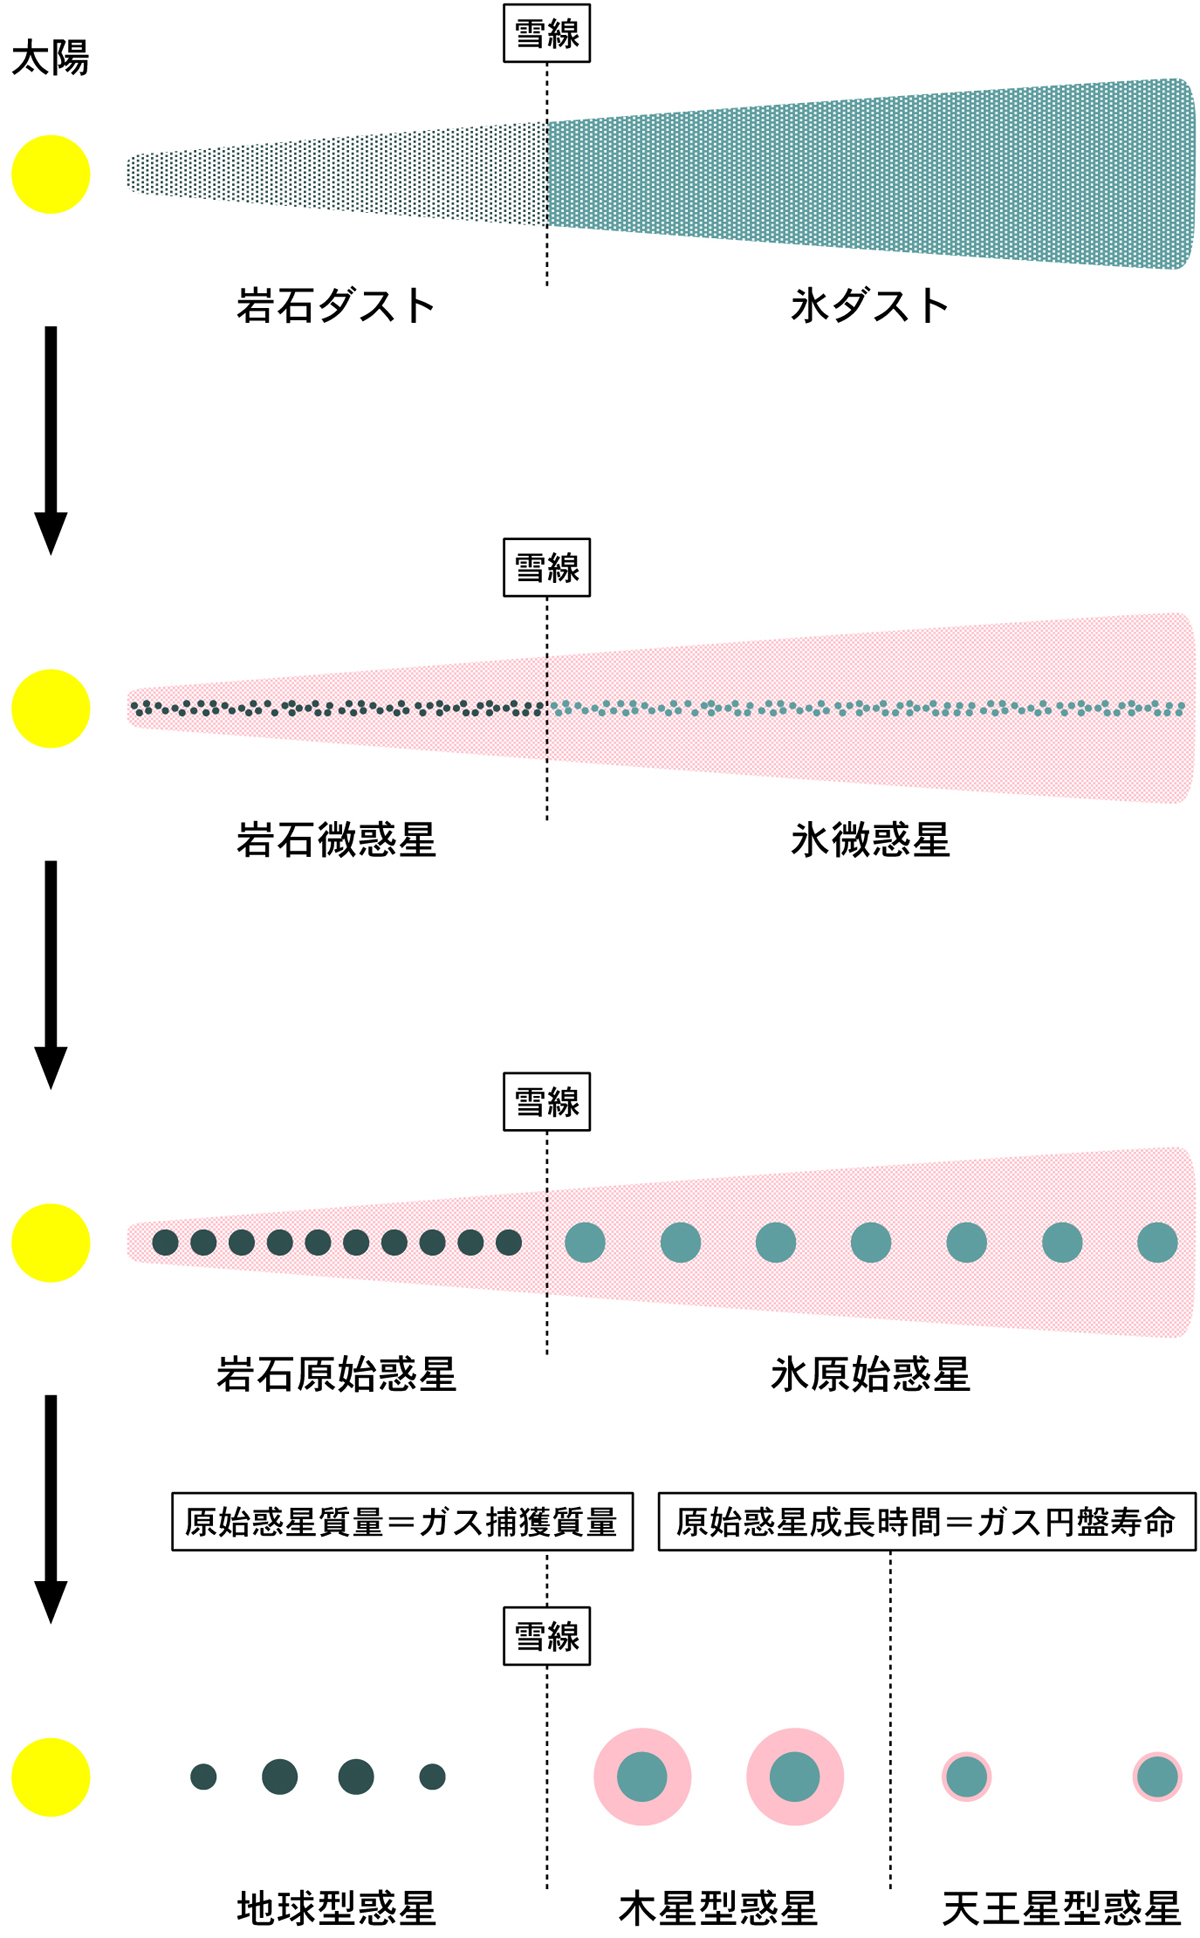 雪線
太陽
岩石ダスト
氷ダスト
雪線
岩石微惑星
氷微惑星
雪線
岩石原始惑星
氷原始惑星
原始惑星質量＝ガス捕獲質量
原始惑星成長時間＝ガス円盤寿命
雪線
地球型惑星
木星型惑星
天王星型惑星